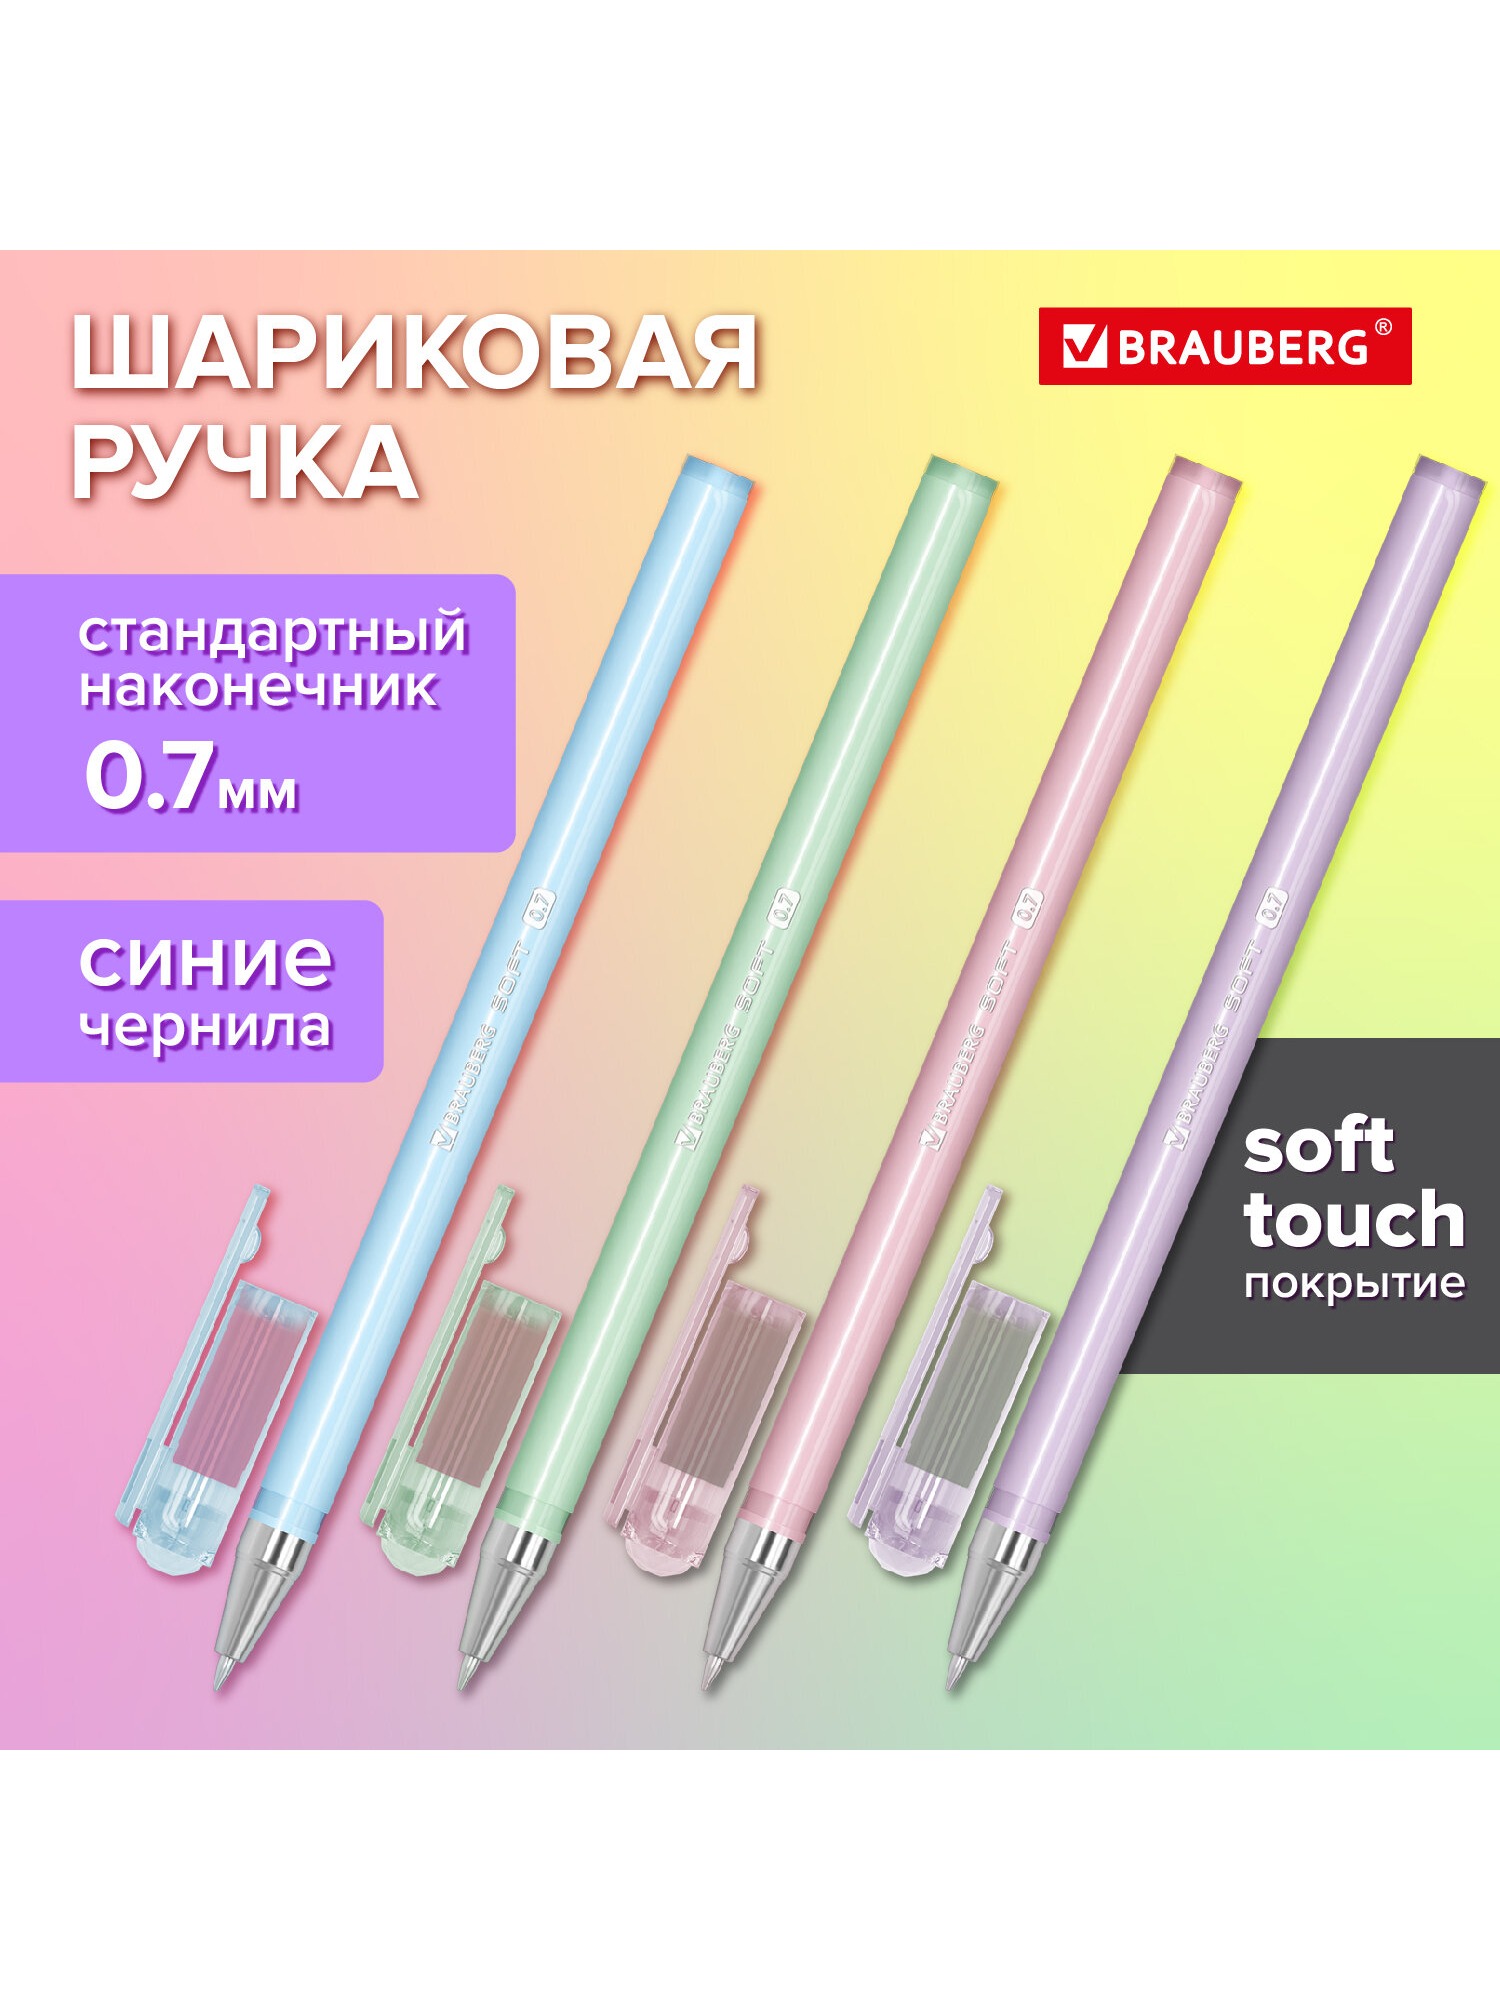 ШАРИКОВАЯ
РУЧКА
BRAUBERG®
стандартный
наконечник
0.7мм
синие
чернила
BRAUBERG SOFT 0.7
BRAUBERG SOFT 0.7
BRAUBERG SOFT 0.7
BRAUBERG SOFT 0.7
soft
touch
покрытие